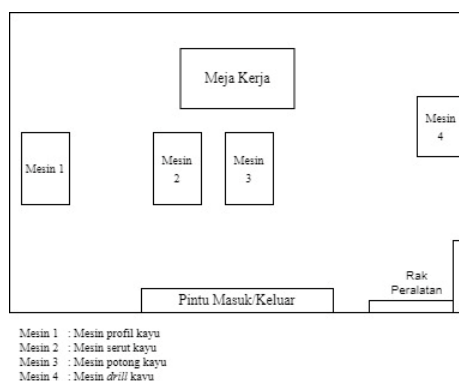 Meja Kerja
Mesin
4
Mesin 1
Mesin
2
Mesin
3
Rak
Peralatan
Pintu Masuk/Keluar
Mesin 1 : Mesin profil kayu
Mesin 2 : Mesin serut kayu
Mesin 3 : Mesin potong kayu
Mesin 4 : Mesin drill kayu